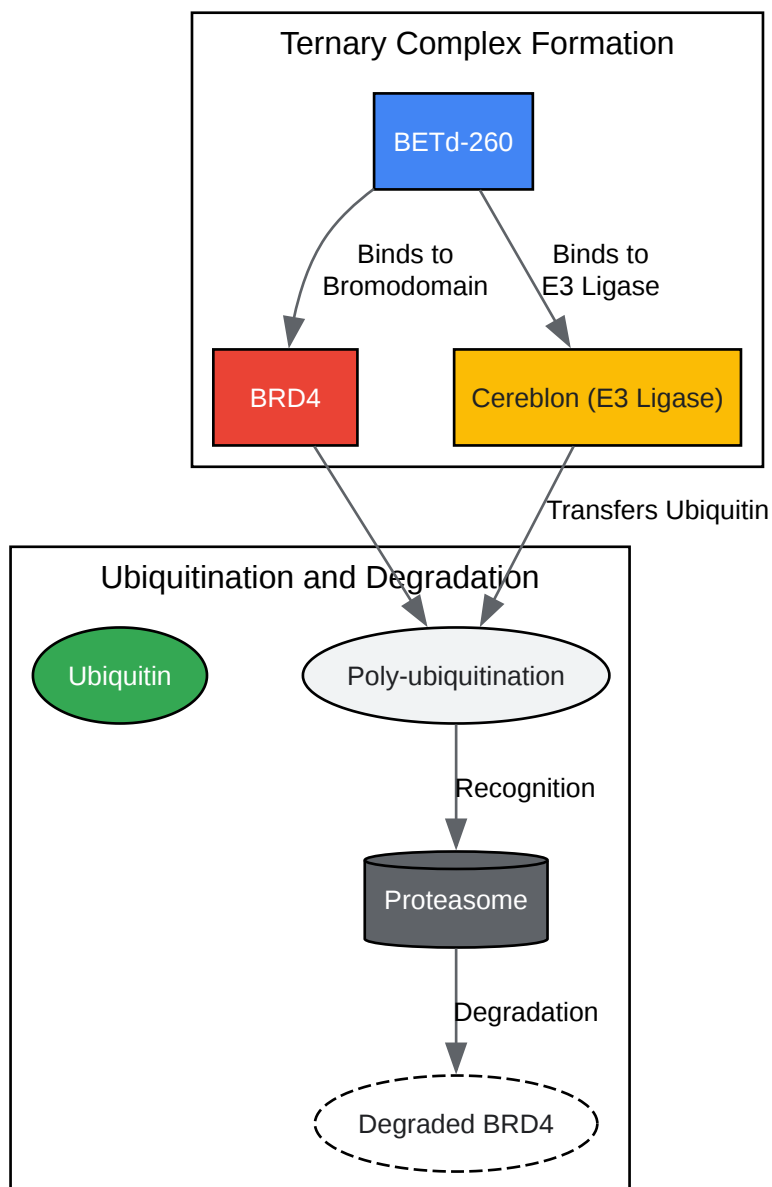 Ternary Complex Formation
BETd-260
Binds to
Bromodomain
Binds to
E3 Ligase
BRD4
Cereblon (E3 Ligase)
Transfers Ubiquitin
Ubiquitination and Degradation
Ubiquitin
Poly-ubiquitination
Recognition
Proteasome
Degradation
Degraded BRD4